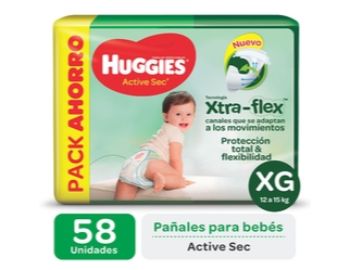 PACK AHORRO
HUGGIES
Active Sec
Nuevo
Tecnología
Xtra-flex™
canales que se adaptan
a los movimientos
Protección
total &
flexibilidad
XG
12 a 15 kg
58
Unidades
Pañales para bebés
Active Sec